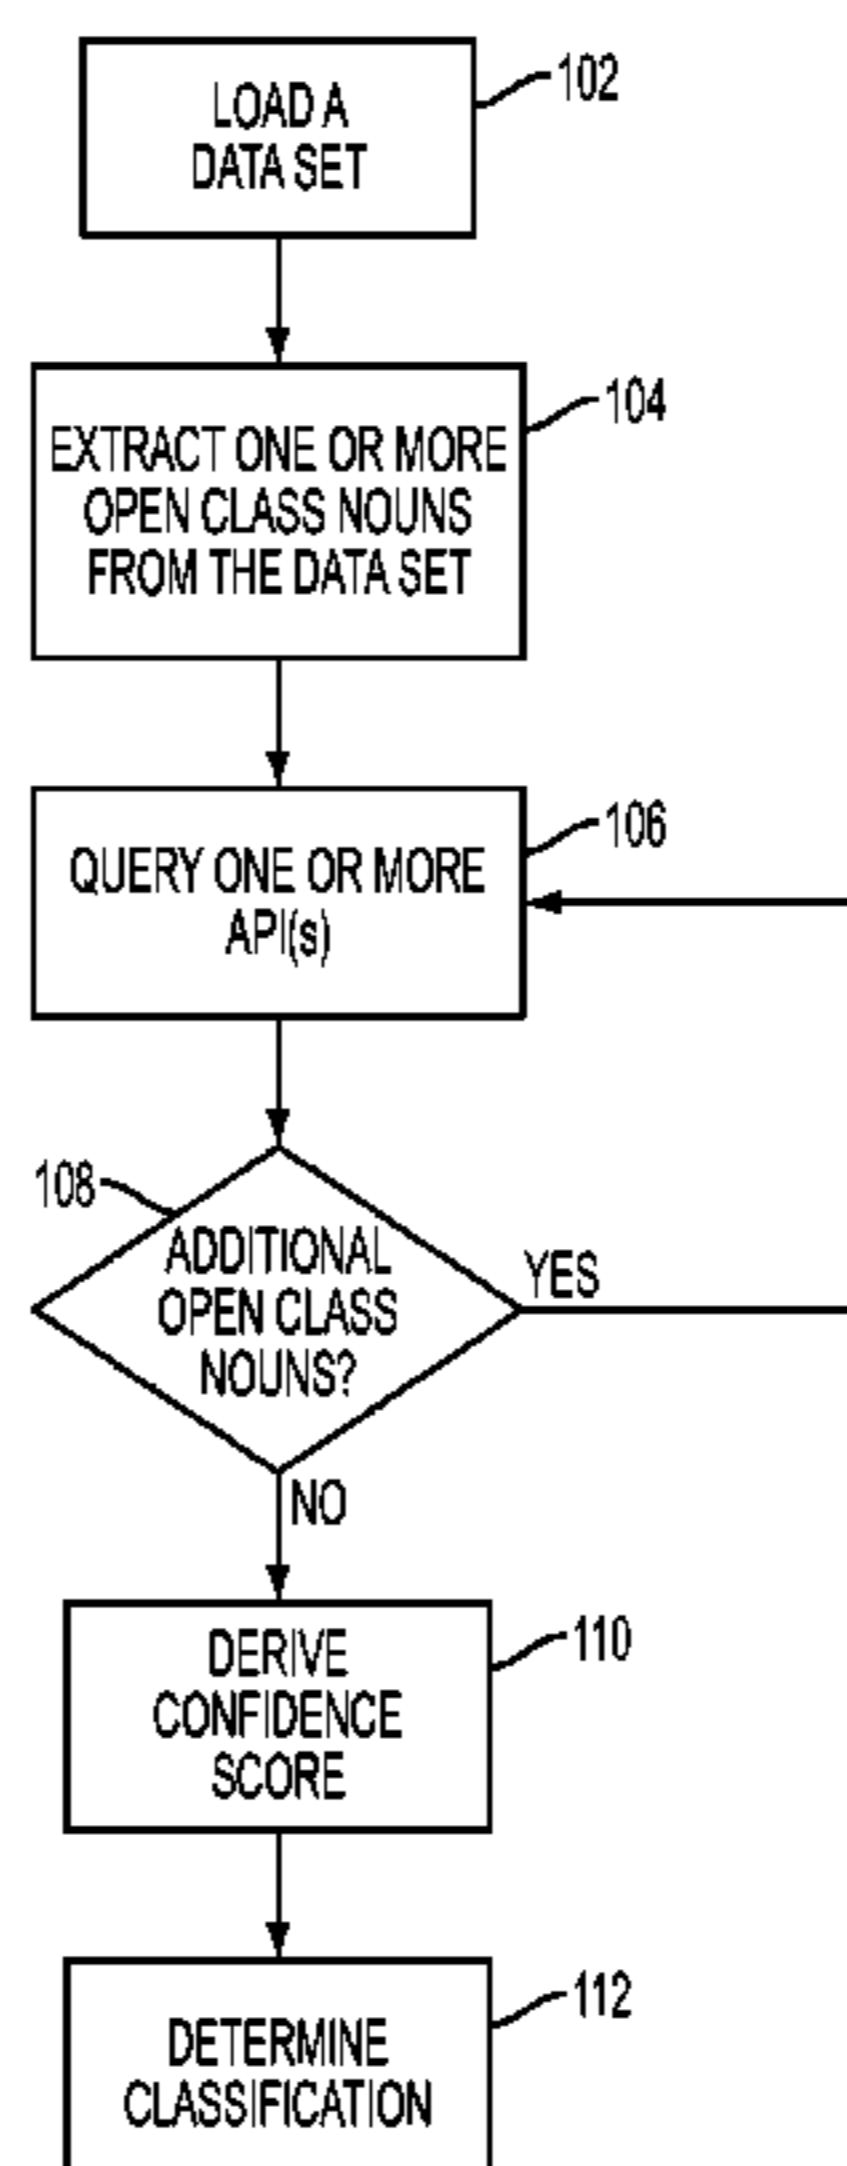 102
LOAD A
DATA SET
104
EXTRACT ONE OR MORE
OPEN CLASS NOUNS
FROM THE DATA SET
106
QUERY ONE OR MORE
API(s)
108
ADDITIONAL
OPEN CLASS
NOUNS?
YES
NO
110
DERIVE
CONFIDENCE
SCORE
112
DETERMINE
CLASSIFICATION